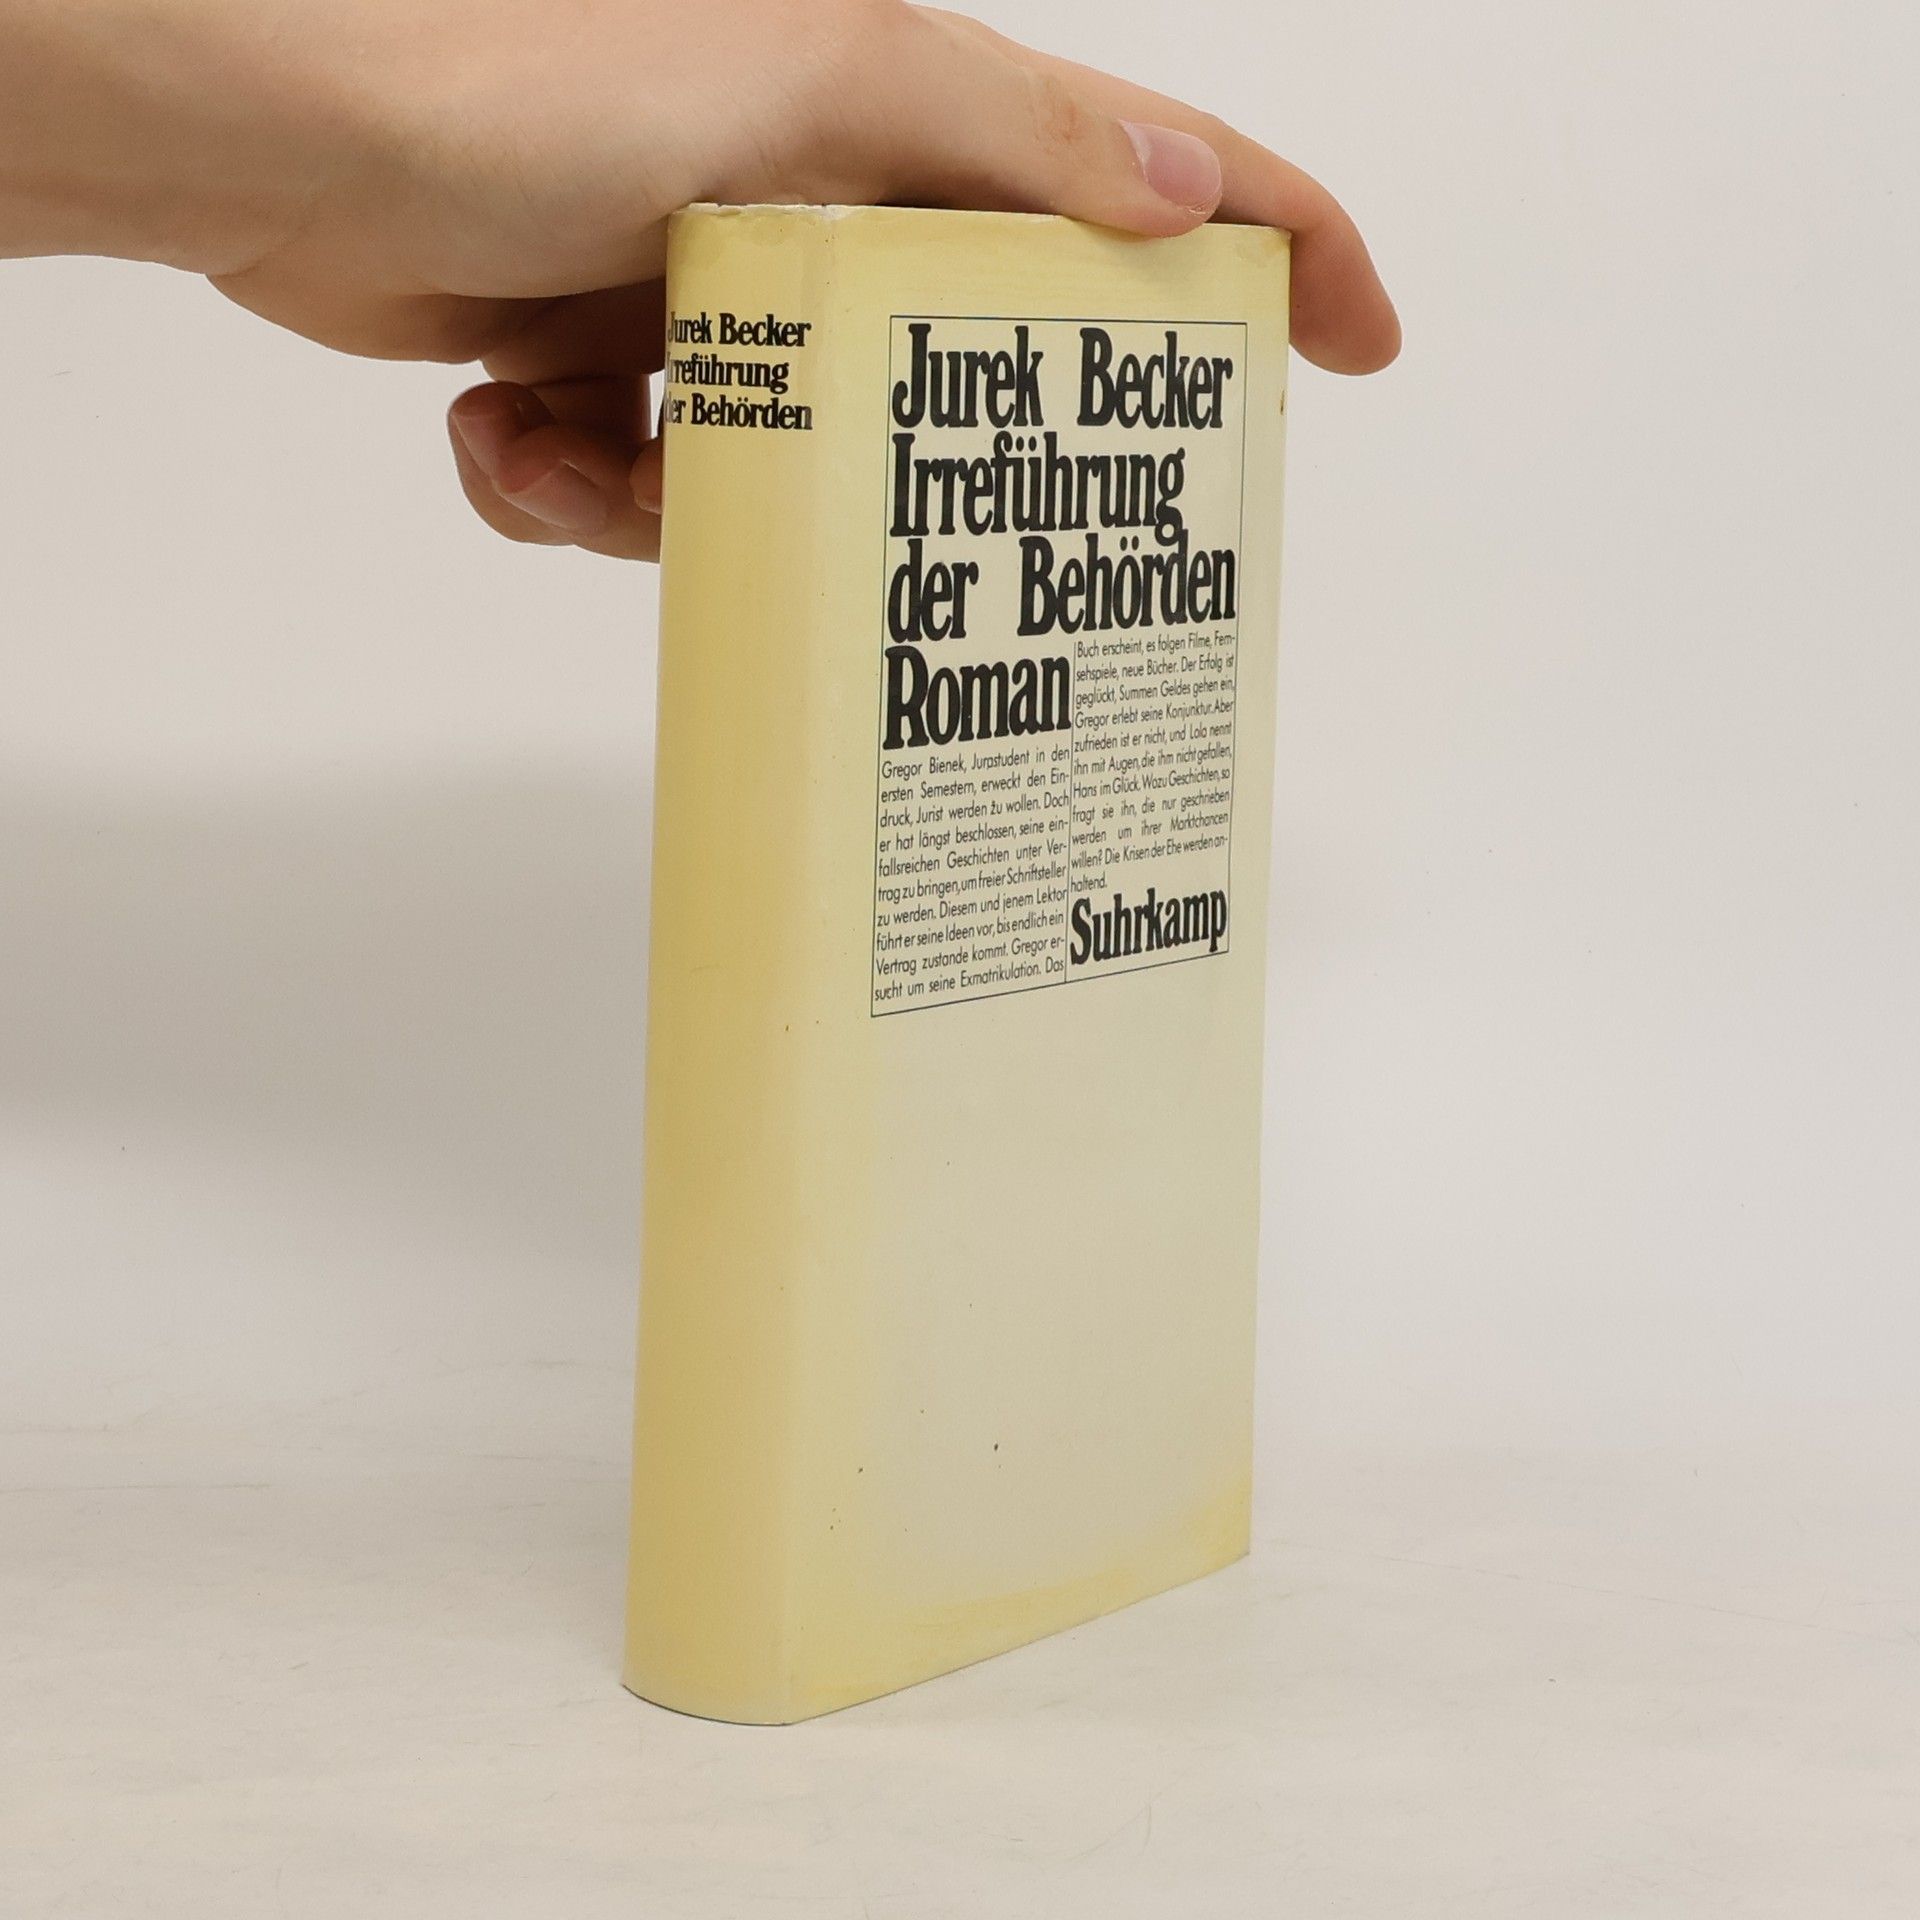 Jurek Becker
Irreführung
der Behörden
Jurek Becker
Irreführung
der Behörden
Roman
Gregor Bienek, Jurastudent in den
ersten Semestern, erweckt den Ein-
druck, Jurist werden zu wollen. Doch
er hat längst beschlossen, seine ein-
fallsreichen Geschichten unter Ver-
trag zu bringen, um freier Schriftsteller
zu werden. Diesem und jenem Lektor
führt er seine Ideen vor, bis endlich ein
Vertrag zustande kommt. Gregor er-
sucht um seine Exmatrikulation. Das
Buch erscheint, es folgen Filme, Fern-
sehspiele, neue Bücher. Der Erfolg ist
geglückt, Summen Geldes gehen ein,
Gregor erlebt seine Konjunktur. Aber
zufrieden ist er nicht, und Lola nennt
ihn mit Augen, die ihm nicht gefallen,
Hans im Glück. Wozu Geschichten, so
fragt sie ihn, die nur geschrieben
werden um ihrer Marktchancen
willen? Die Krisen der Ehe werden an-
haltend.
Suhrkamp